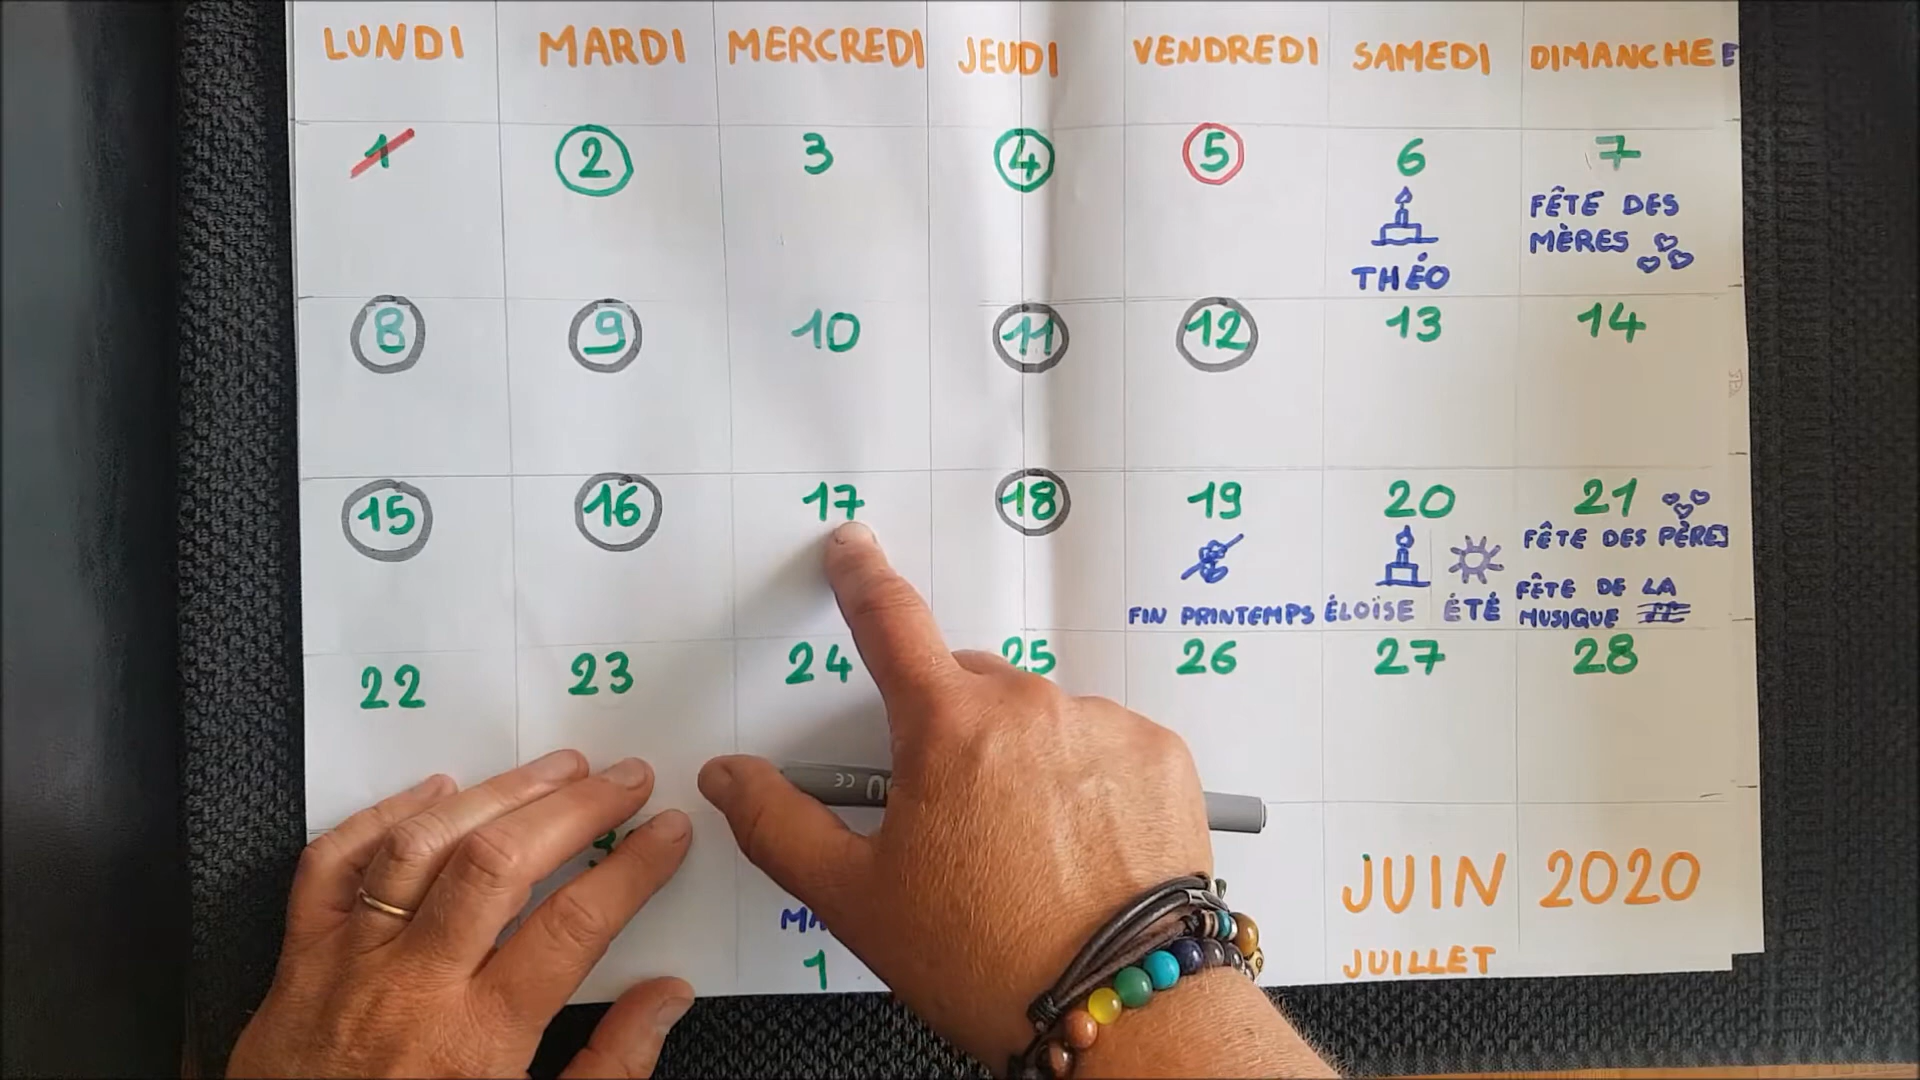 LUNDI MARDI MERCREDI JEUDI VENDREDI SAMEDI DIMANCHE E
1 2 3 4 5 6 7
FÊTE DES
MÈRES
THÉO
8 9 10 11 12 13 14
15 16 17 18 19 20 21
FÊTE DES PÈRES
FIN PRINTEMPS ÉLOÏSE ÉTÉ FÊTE DE LA
MUSIQUE
22 23 24 25 26 27 28
CE
JUIN 2020
MA
1 JUILLET